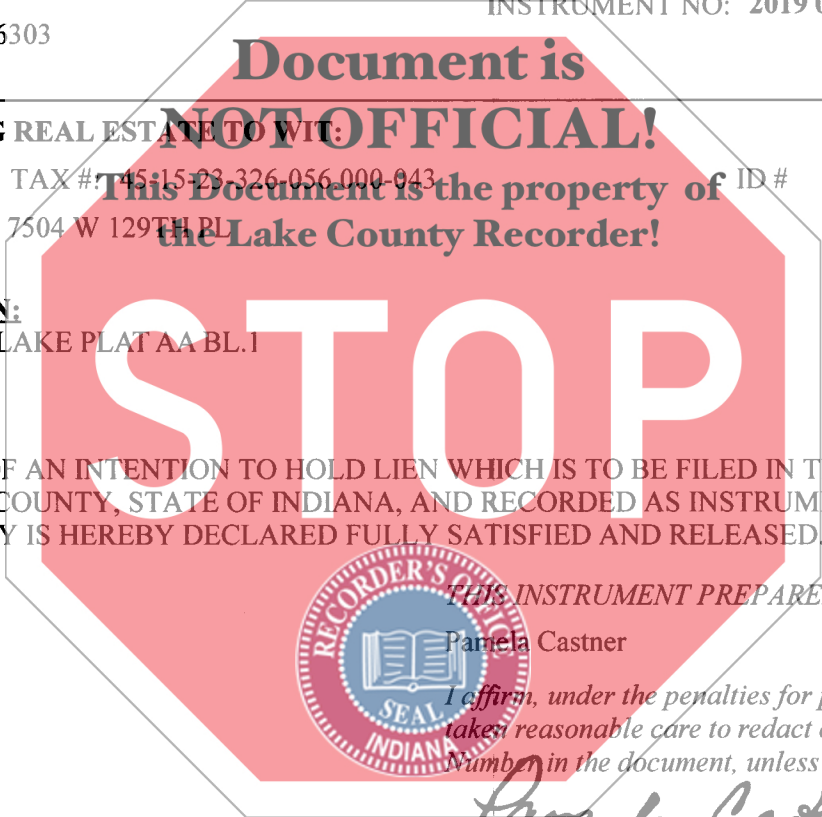 INSTRUMENT NO: 2019 0
6303
Document is
NOT OFFICIAL!
This Document is the property of
the Lake County Recorder!
G REAL ESTATE TO WIT:
TAX #: 45-15-23-326-056.000-043 ID #
7504 W 129TH PL
N:
LAKE PLAT AA BL.1
STOP
F AN INTENTION TO HOLD LIEN WHICH IS TO BE FILED IN T
COUNTY, STATE OF INDIANA, AND RECORDED AS INSTRUM
Y IS HEREBY DECLARED FULLY SATISFIED AND RELEASED.
RECORDER'S OFFICE
SEAL
INDIANA
THIS INSTRUMENT PREPARE
Pamela Castner
I affirm, under the penalties for p
taken reasonable care to redact
Number in the document, unless